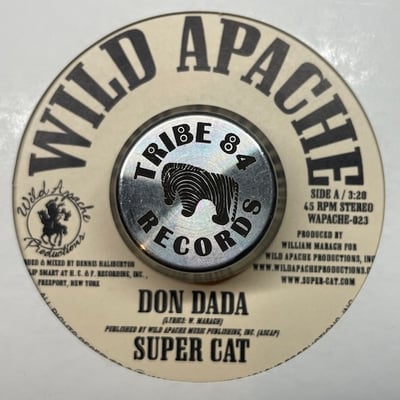 WILD APACHE
TRIBE 84
RECORDS
Wild Apache
Productions
SIDE A / 3:20
45 RPM STEREO
WAPACHE-023
PRODUCED BY
WILLIAM MARAGH FOR
WILD APACHE PRODUCTIONS, INC
WWW.WILDAPACHEPRODUCTIONS.
WWW.SUPER-CAT.COM
DED & MIXED BY DENNIS HALIBURTON
SMART AT H. C. & F. RECORDING, INC.,
FREEPORT, NEW YORK
DON DADA
(LYRICS: W. MARAGH)
PUBLISHED BY WILD APACHE MUSIC PUBLISHING, INC. (ASCAP)
SUPER CAT